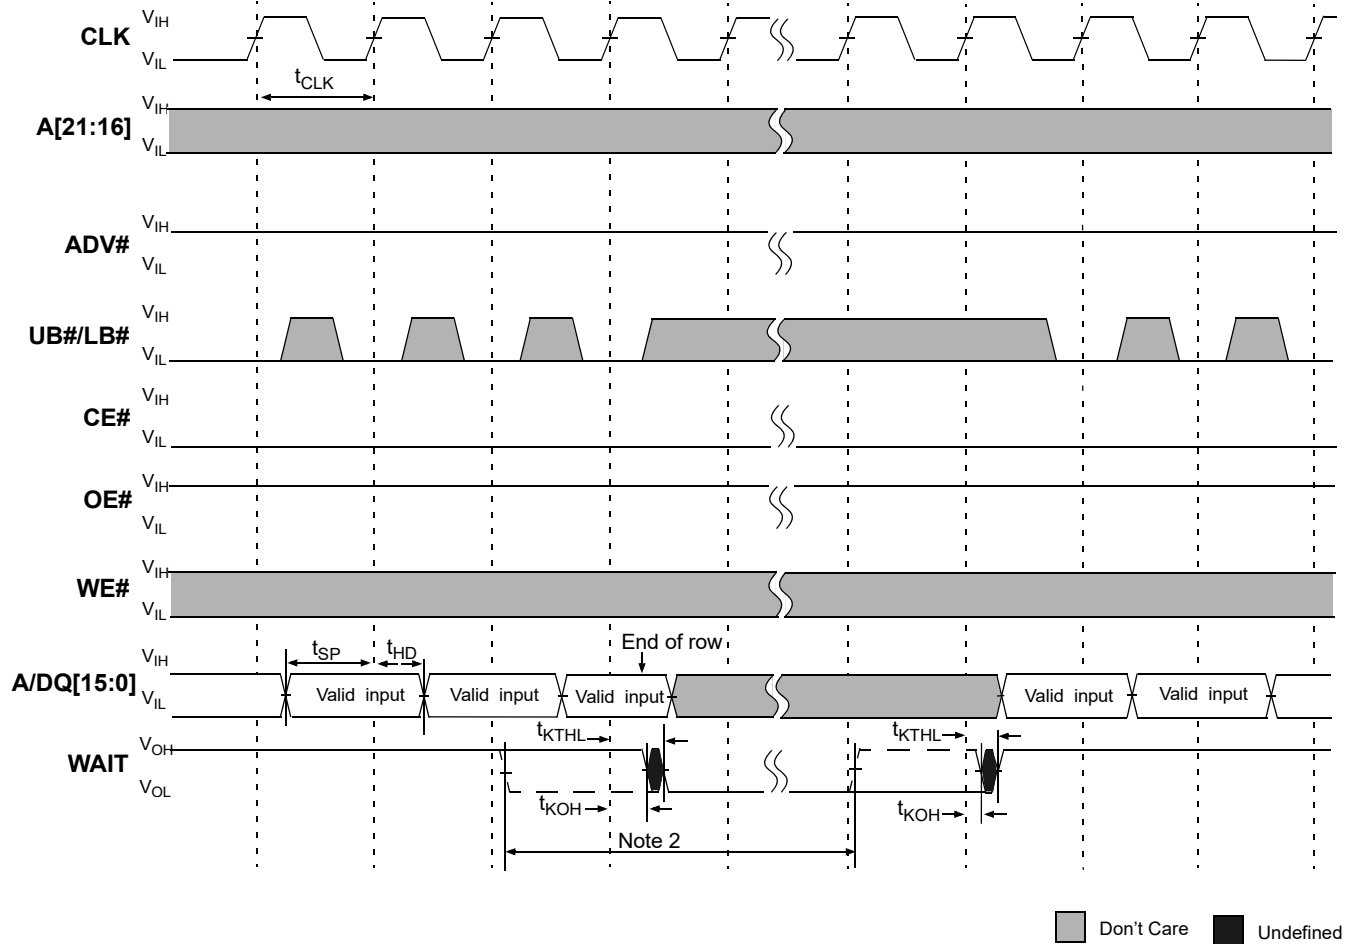 CLK
VIH
VIL
tCLK
A[21:16]
VIH
VIL
ADV#
VIH
VIL
UB#/LB#
VIH
VIL
CE#
VIH
VIL
OE#
VIH
VIL
WE#
VIH
VIL
End of row
A/DQ[15:0]
VIH
VIL
tSP
tHD
Valid input
Valid input
Valid input
Valid input
Valid input
WAIT
VOH
VOL
tKTHL
tKTHL
tKOH
tKOH
Note 2
Don't Care
Undefined